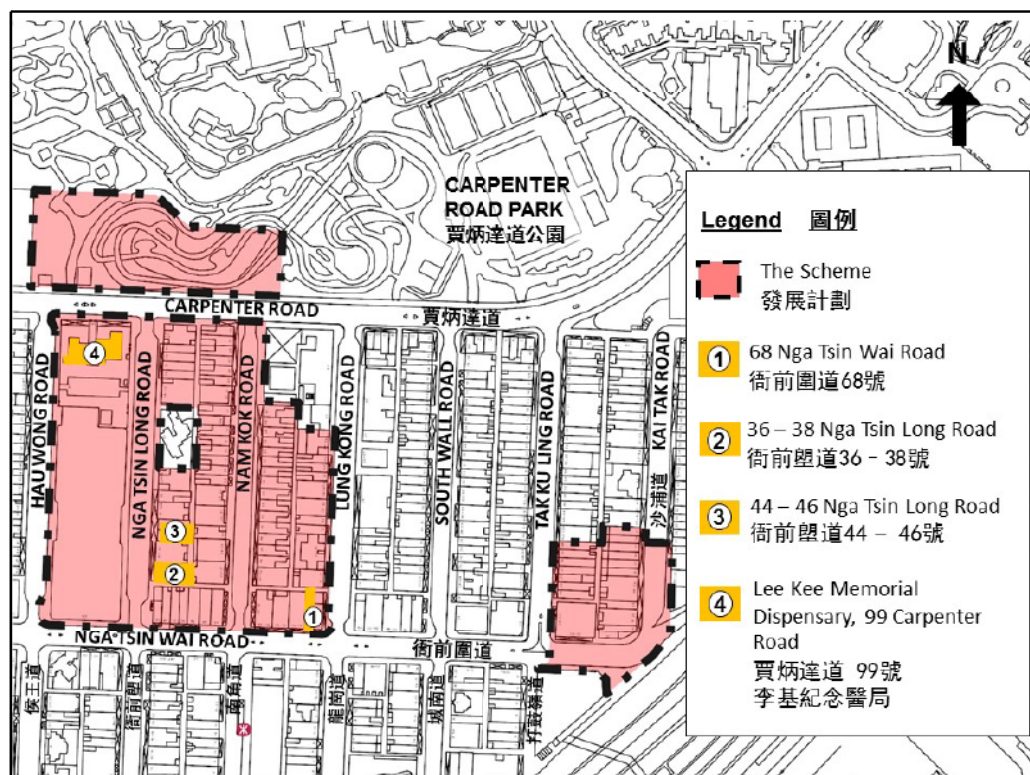 N
CARPENTER
ROAD PARK
賈炳達道公園
CARPENTER ROAD
賈炳達道
HAU WONG ROAD
NGA TSIN LONG ROAD
NAM KOK ROAD
LUNG KONG ROAD
SOUTH WALL ROAD
TAK KU LING ROAD
KAI TAK ROAD
沙浦道
④
③
②
①
NGA TSIN WAI ROAD
衙前圍道
侯王道
衙前塱道
南角道
龍崗道
城南道
打鼓嶺道
Legend 圖例
The Scheme
發展計劃
① 68 Nga Tsin Wai Road
衙前圍道68號
② 36 – 38 Nga Tsin Long Road
衙前塱道36 – 38號
③ 44 – 46 Nga Tsin Long Road
衙前塱道44 – 46號
④ Lee Kee Memorial
Dispensary, 99 Carpenter
Road
賈炳達道 99號
李基紀念醫局